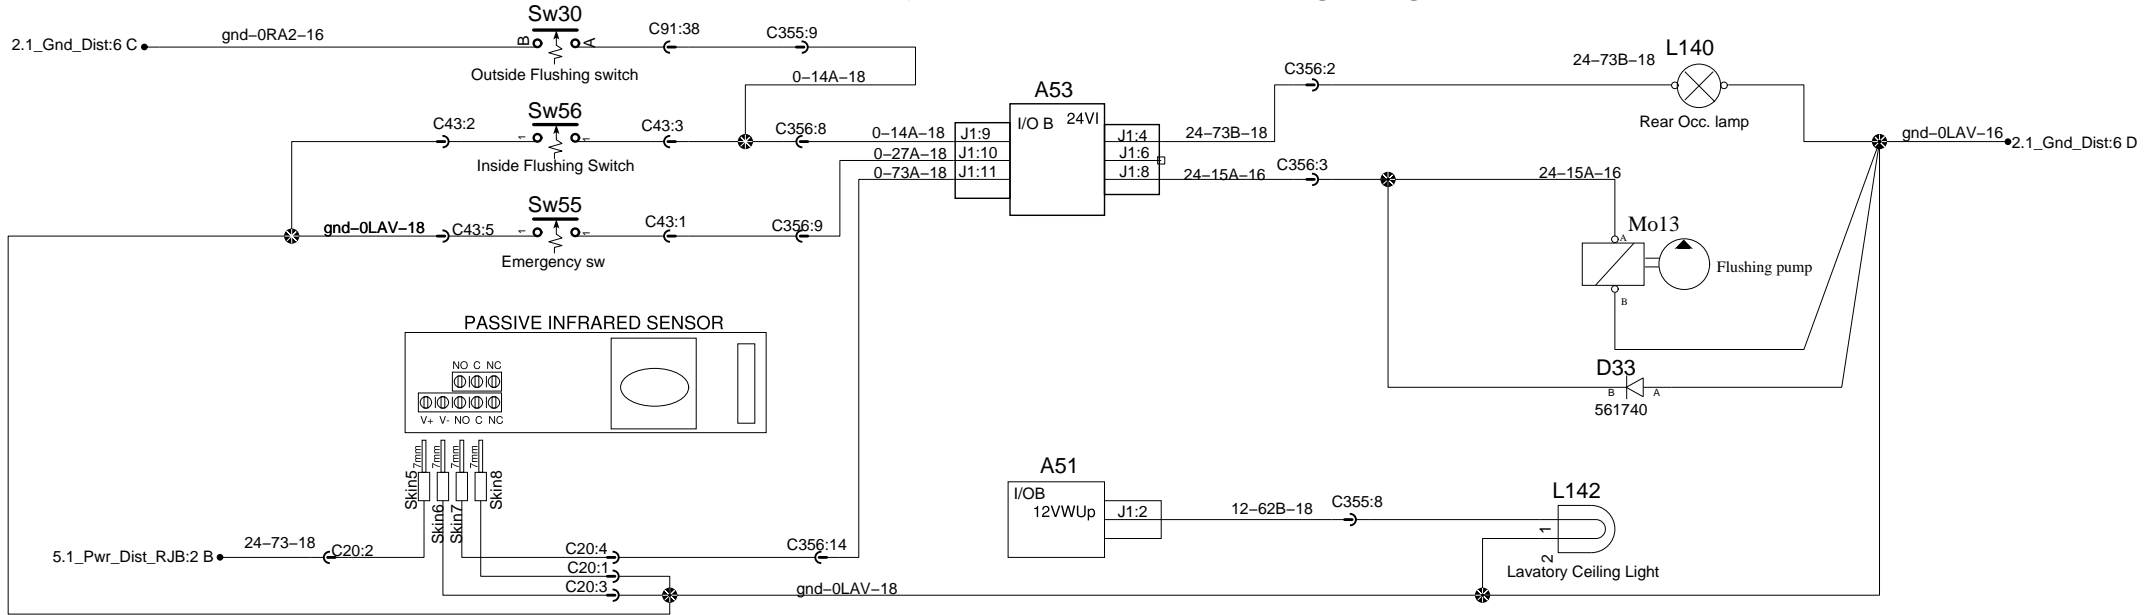 Sw30
C91:38
C355:9
gnd-0RA2-16
2.1_Gnd_Dist:6 C
B
A
Outside Flushing switch
0-14A-18
Sw56
C43:2
1
1
C43:3
C356:8
Inside Flushing Switch
Sw55
gnd-0LAV-18
C43:5
1
1
C43:1
C356:9
Emergency sw
A53
I/O B
24VI
0-14A-18
J1:9
0-27A-18
J1:10
0-73A-18
J1:11
J1:4
24-73B-18
J1:6
J1:8
24-15A-16
C356:2
24-73B-18
L140
Rear Occ. lamp
gnd-0LAV-16
2.1_Gnd_Dist:6 D
C356:3
24-15A-16
Mo13
A
Flushing pump
B
D33
B
A
561740
PASSIVE INFRARED SENSOR
NO C NC
V+ V- NO C NC
7mm
7mm
7mm
7mm
Skin5
Skin6
Skin7
Skin8
24-73-18
5.1_Pwr_Dist_RJB:2 B
C20:2
C20:4
C356:14
C20:1
C20:3
gnd-0LAV-18
A51
I/OB
12VWUp
J1:2
12-62B-18
C355:8
L142
1
2
Lavatory Ceiling Light